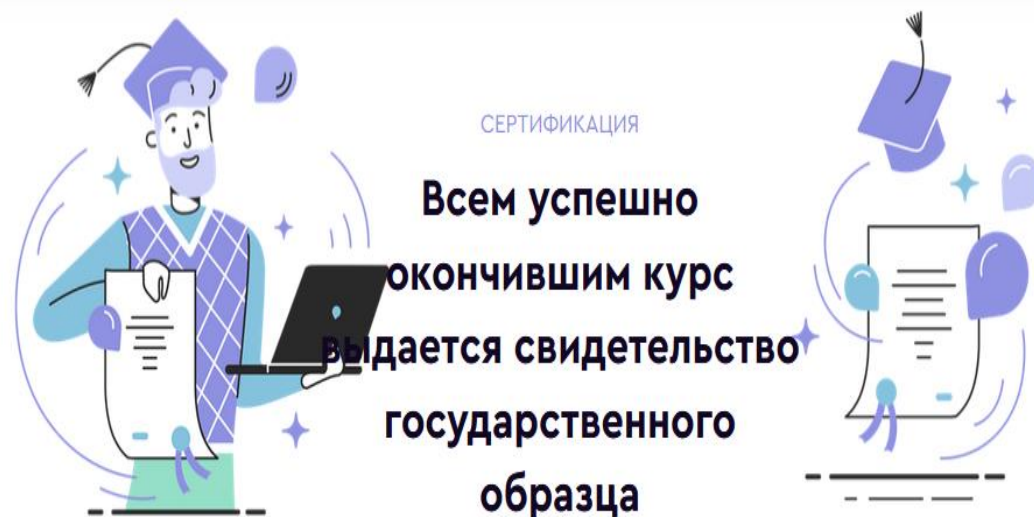 СЕРТИФИКАЦИЯ
Всем успешно
окончившим курс
выдается свидетельство
государственного
образца